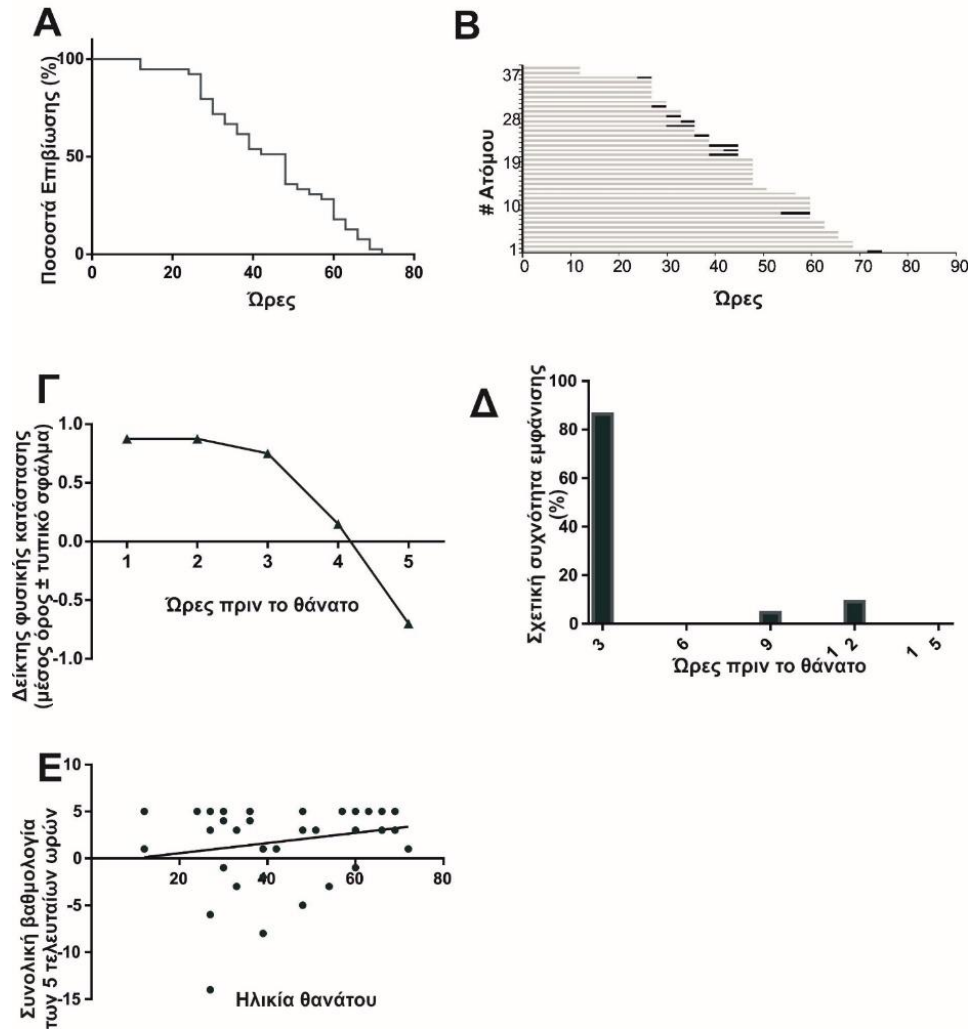 Α
Ποσοστά Επιβίωσης (%)
100
50
0
0 20 40 60 80
Ώρες
Β
# Ατόμου
37
28
19
10
1
0 10 20 30 40 50 60 70 80 90
Ώρες
Γ
Δείκτης φυσικής κατάστασης
(μέσος όρος ± τυπικό σφάλμα)
1.0
0.5
0.0
-0.5
-1.0
1 2 3 4 5
Ώρες πριν το θάνατο
Δ
Σχετική συχνότητα εμφάνισης
(%)
100
80
60
40
20
0
3 6 9 1 2 1 5
Ώρες πριν το θάνατο
Ε
Συνολική βαθμολογία
των 5 τελευταίων ωρών
10
5
0
-5
-10
-15
20 40 60 80
Ηλικία θανάτου